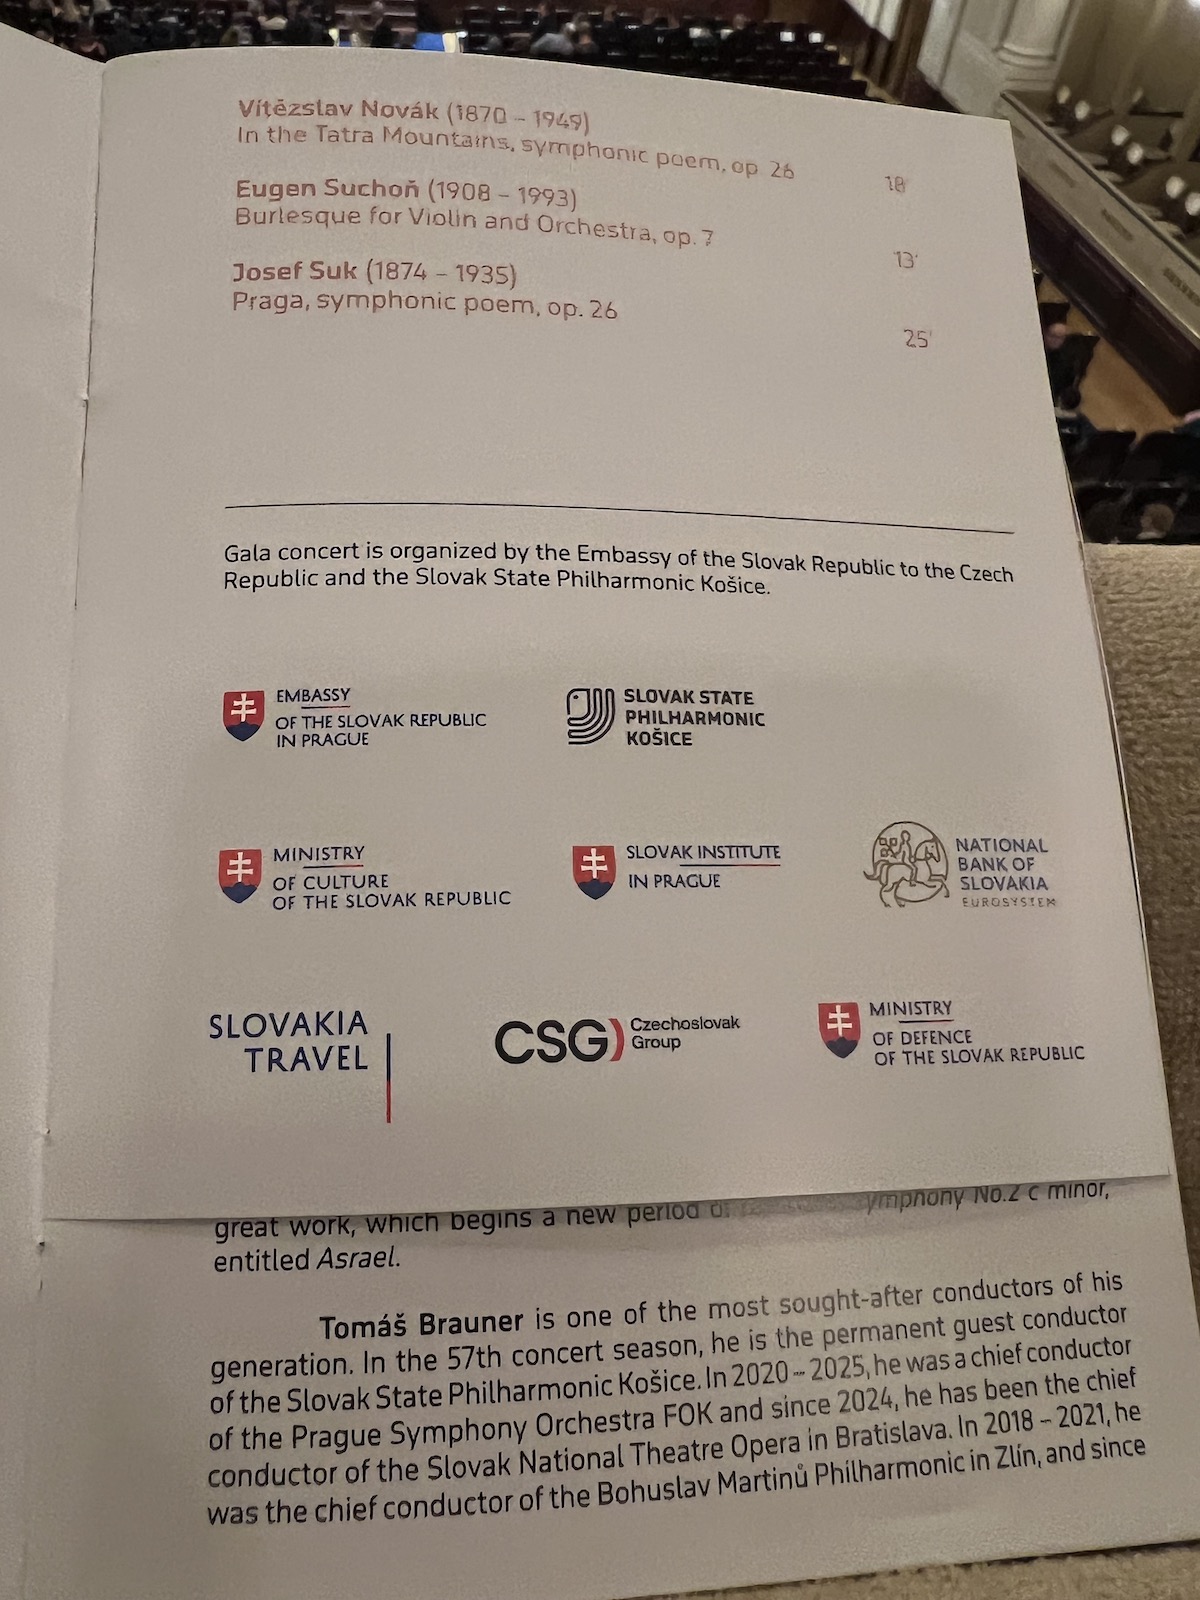 Vítězslav Novák (1870 – 1949)
In the Tatra Mountains, symphonic poem, op. 26
18'
Eugen Suchoň (1908 – 1993)
Burlesque for Violin and Orchestra, op. 7
13'
Josef Suk (1874 – 1935)
Praga, symphonic poem, op. 26
25'
Gala concert is organized by the Embassy of the Slovak Republic to the Czech
Republic and the Slovak State Philharmonic Košice.
EMBASSY
OF THE SLOVAK REPUBLIC
IN PRAGUE
SLOVAK STATE
PHILHARMONIC
KOŠICE
MINISTRY
OF CULTURE
OF THE SLOVAK REPUBLIC
SLOVAK INSTITUTE
IN PRAGUE
NATIONAL
BANK OF
SLOVAKIA
EUROSYSTEM
SLOVAKIA
TRAVEL
CSG
Czechoslovak
Group
MINISTRY
OF DEFENCE
OF THE SLOVAK REPUBLIC
great work, which begins a new period ymphony No.2 c minor,
entitled Asrael.
Tomáš Brauner is one of the most sought-after conductors of his
generation. In the 57th concert season, he is the permanent guest conductor
of the Slovak State Philharmonic Košice. In 2020 – 2025, he was a chief conductor
of the Prague Symphony Orchestra FOK and since 2024, he has been the chief
conductor of the Slovak National Theatre Opera in Bratislava. In 2018 – 2021, he
was the chief conductor of the Bohuslav Martinů Philharmonic in Zlín, and since